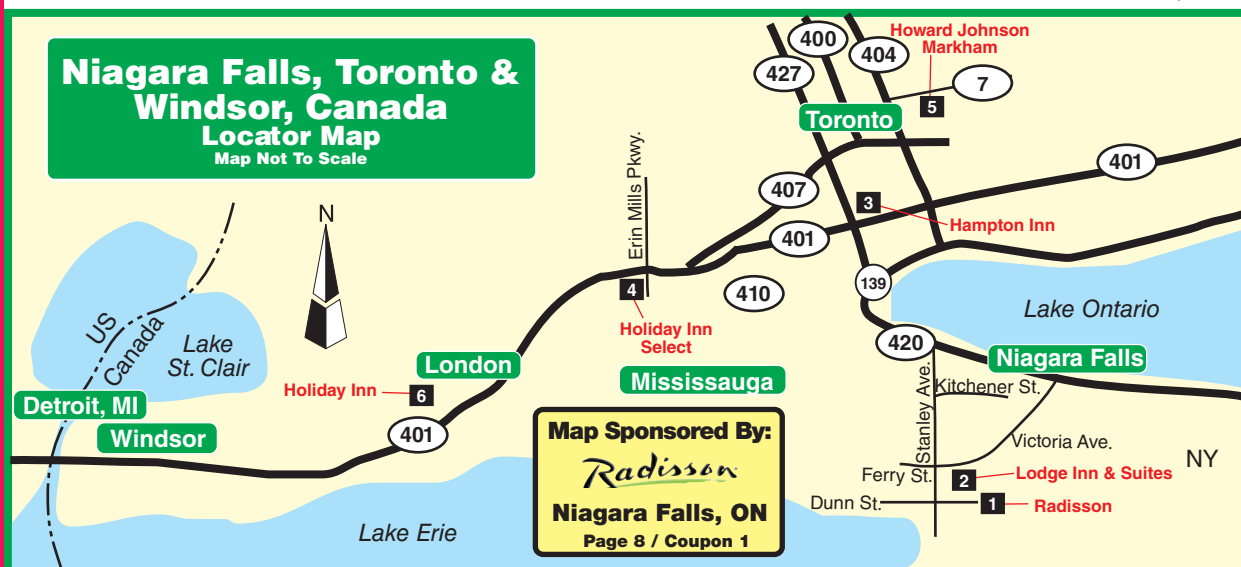 Niagara Falls, Toronto &
Windsor, Canada
Locator Map
Map Not To Scale
400
427
404
Howard Johnson
Markham
7
5
Toronto
Erin Mills Pkwy.
407
401
3
Hampton Inn
401
N
139
410
4
Holiday Inn
Select
Lake Ontario
US
Canada
Lake
St. Clair
420
Niagara Falls
London
Mississauga
Holiday Inn
6
Detroit, MI
Windsor
401
Kitchener St.
Stanley Ave.
Victoria Ave.
NY
Ferry St.
2
Lodge Inn & Suites
Dunn St.
1
Radisson
Map Sponsored By:
Radisson
Niagara Falls, ON
Page 8 / Coupon 1
Lake Erie